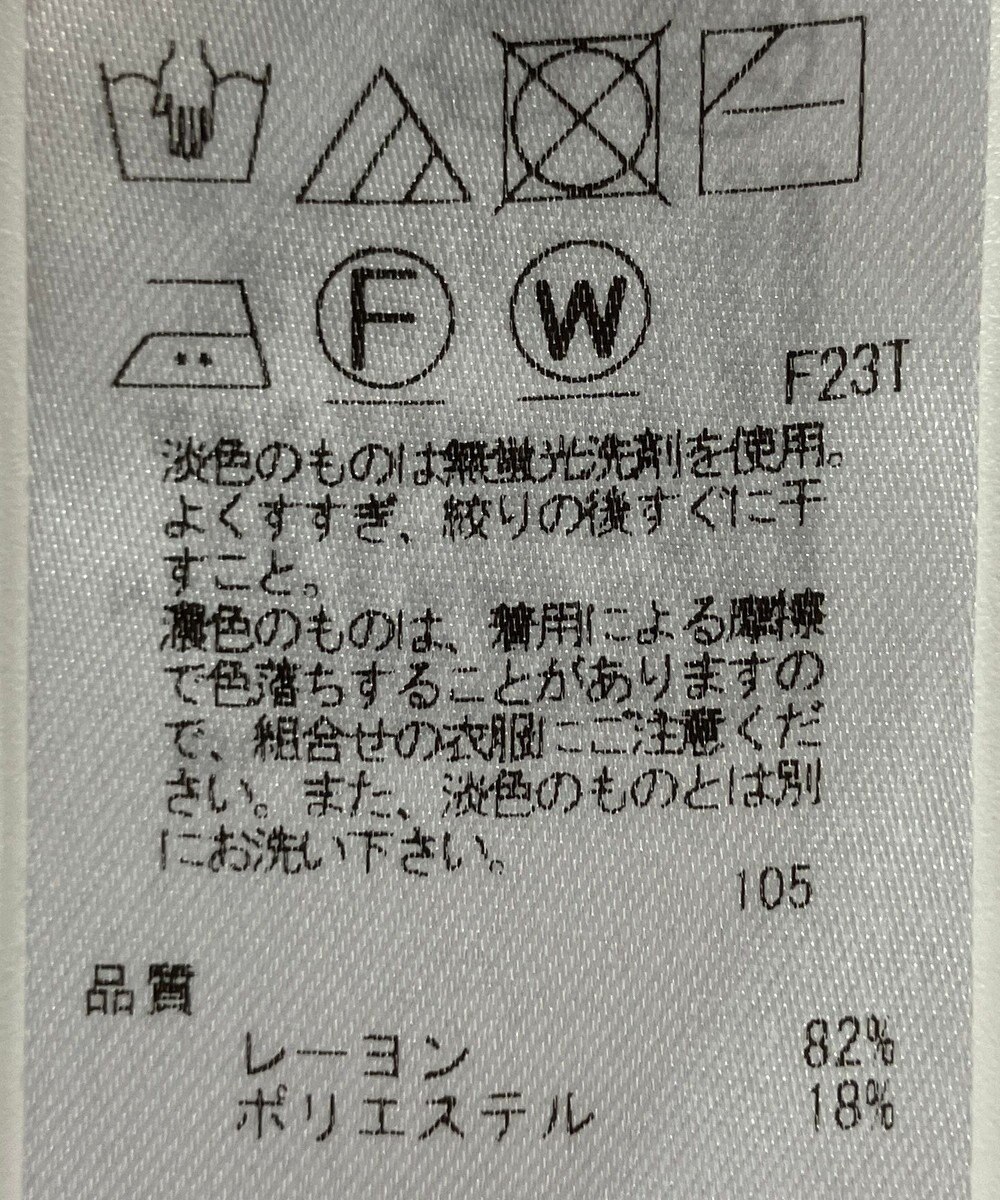 F
W
F23T
淡色のものは無蛍光洗剤を使用。
よくすすぎ、絞りの後すぐに干
すこと。
濃色のものは、着用による摩擦
で色落ちすることがありますの
で、組合せの衣服にご注意くだ
さい。また、淡色のものとは別
にお洗い下さい。
105
品質
レーヨン 82%
ポリエステル 18%